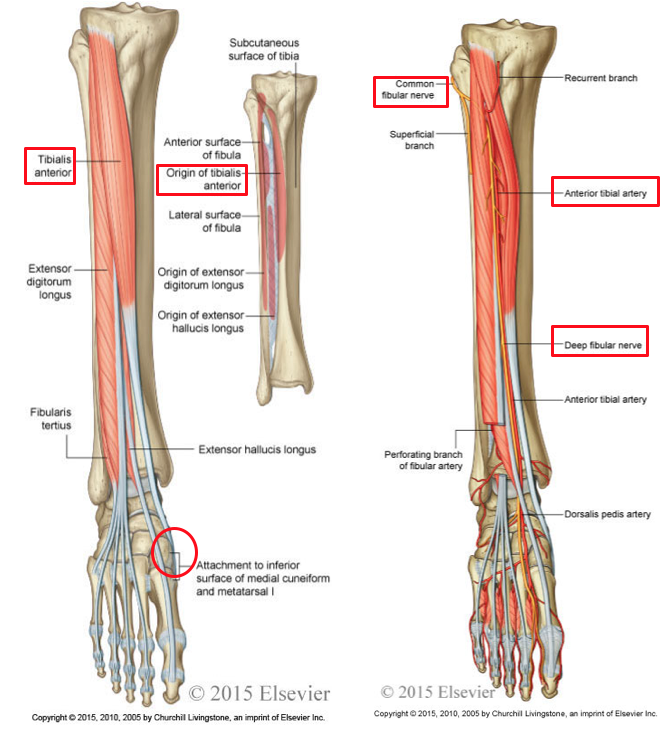 Subcutaneous
surface of tibia
Tibialis
anterior
Anterior surface
of fibula
Origin of tibialis
anterior
Lateral surface
of fibula
Extensor
digitorum
longus
Origin of extensor
digitorum longus
Origin of extensor
hallucis longus
Fibularis
tertius
Extensor hallucis longus
Attachment to inferior
surface of medial cuneiform
and metatarsal I
© 2015 Elsevier
Copyright © 2015, 2010, 2005 by Churchill Livingstone, an imprint of Elsevier Inc.
Common
fibular nerve
Recurrent branch
Superficial
branch
Anterior tibial artery
Deep fibular nerve
Anterior tibial artery
Perforating branch
of fibular artery
Dorsalis pedis artery
© 2015 Elsevier
Copyright © 2015, 2010, 2005 by Churchill Livingstone, an imprint of Elsevier Inc.